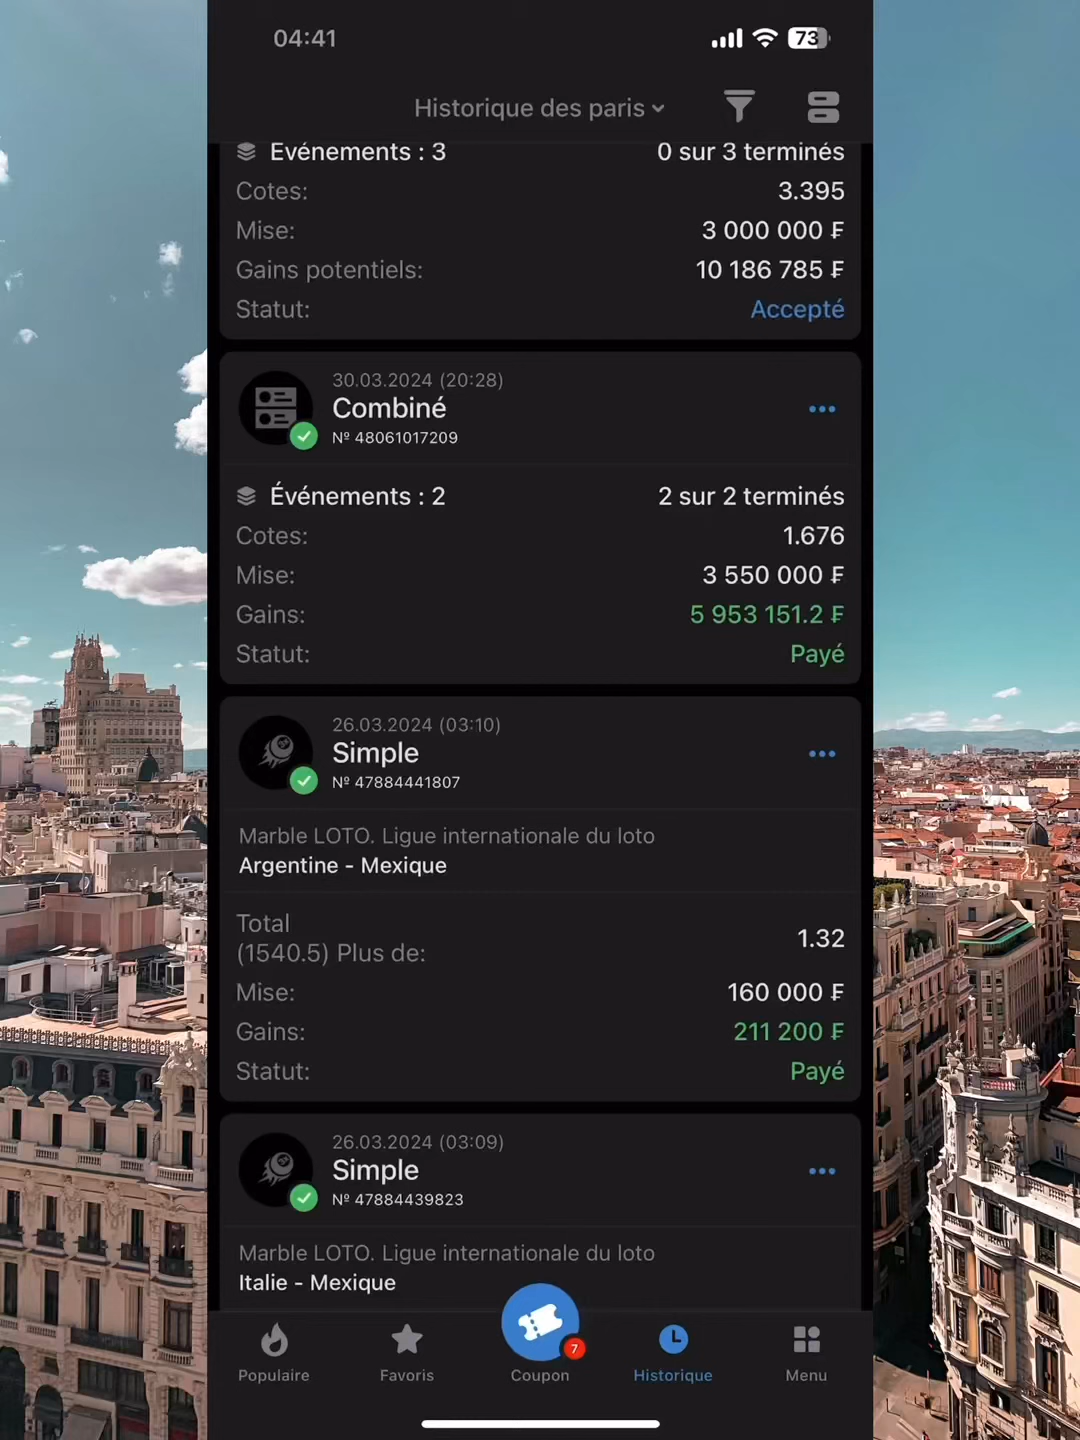 04:41
73
Historique des paris
Événements : 3 0 sur 3 terminés
Cotes: 3.395
Mise: 3 000 000 ₣
Gains potentiels: 10 186 785 ₣
Statut: Accepté
30.03.2024 (20:28)
Combiné
Nº 48061017209
Événements : 2 2 sur 2 terminés
Cotes: 1.676
Mise: 3 550 000 ₣
Gains: 5 953 151.2 ₣
Statut: Payé
26.03.2024 (03:10)
Simple
Nº 47884441807
Marble LOTO. Ligue internationale du loto
Argentine - Mexique
Total
(1540.5) Plus de: 1.32
Mise: 160 000 ₣
Gains: 211 200 ₣
Statut: Payé
26.03.2024 (03:09)
Simple
Nº 47884439823
Marble LOTO. Ligue internationale du loto
Italie - Mexique
7
Populaire Favoris Coupon Historique Menu